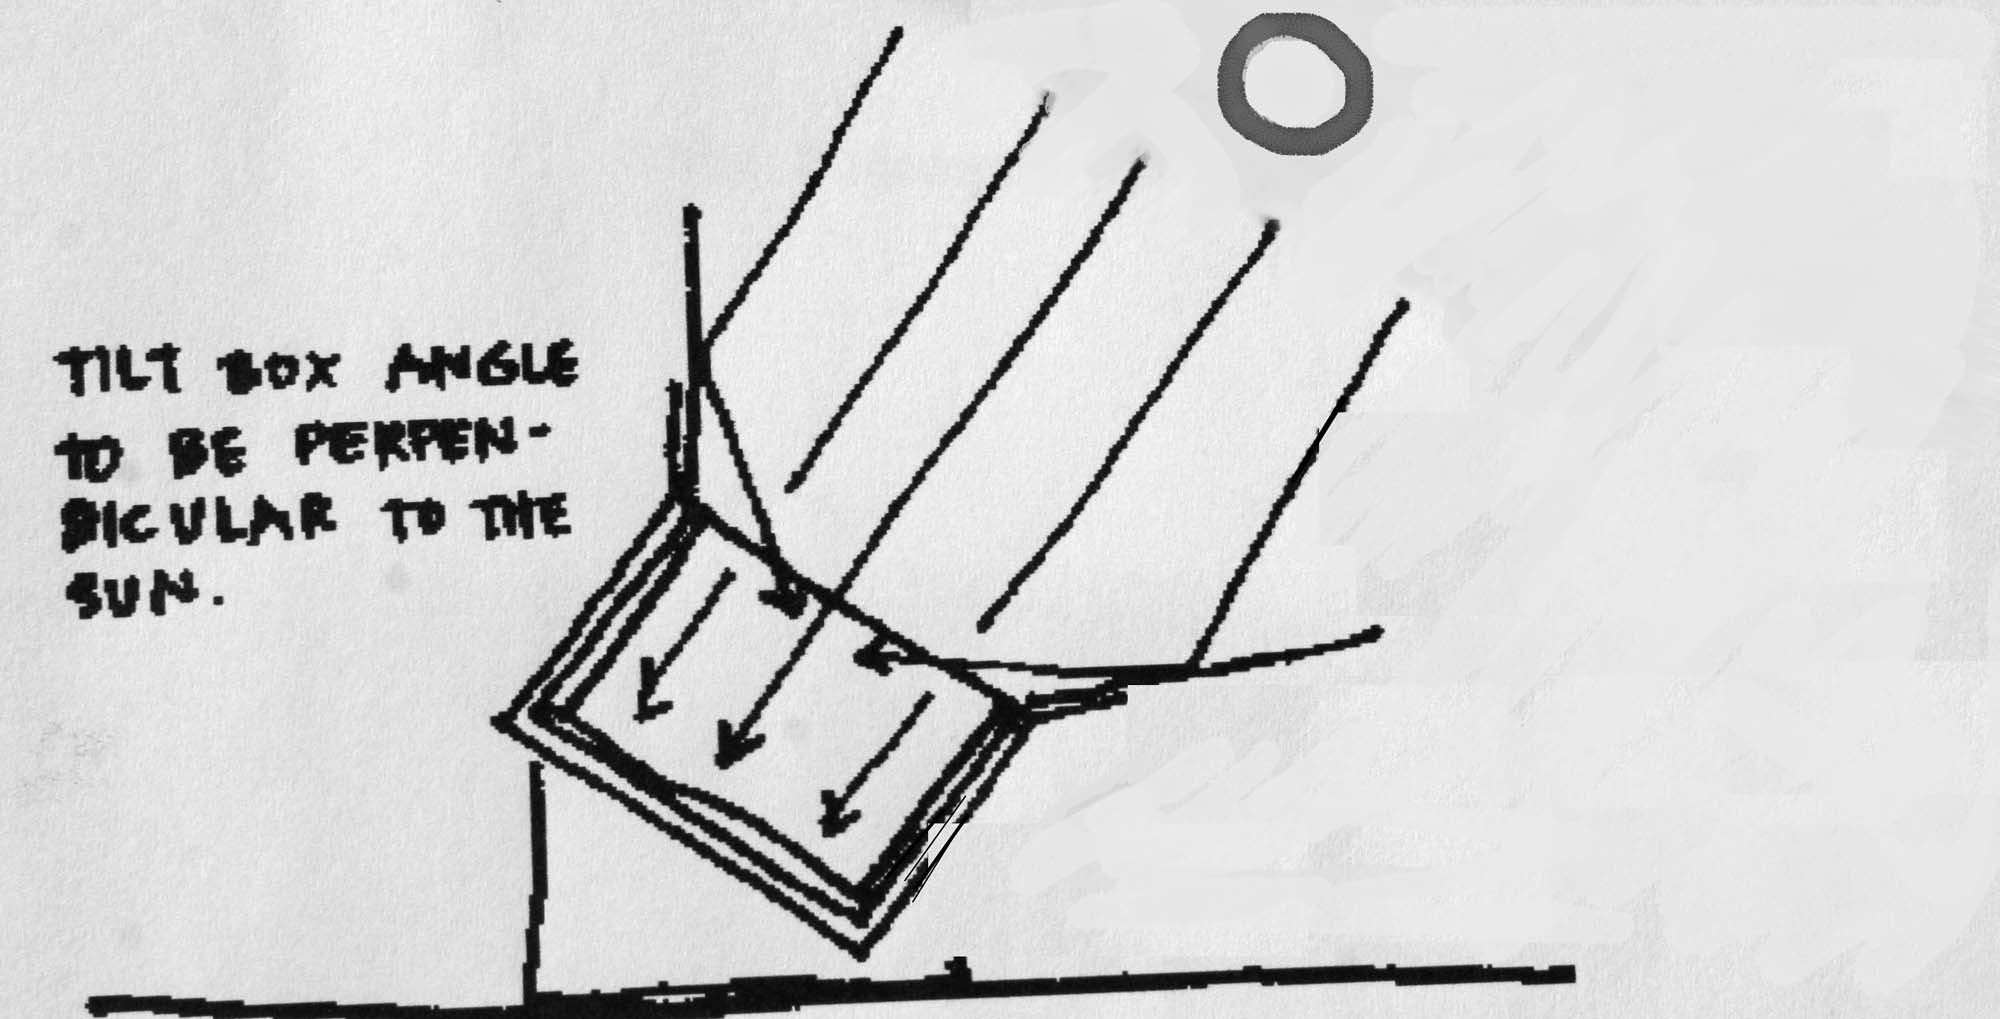 TILT BOX ANGLE
TO BE PERPEN-
DICULAR TO THE
SUN.